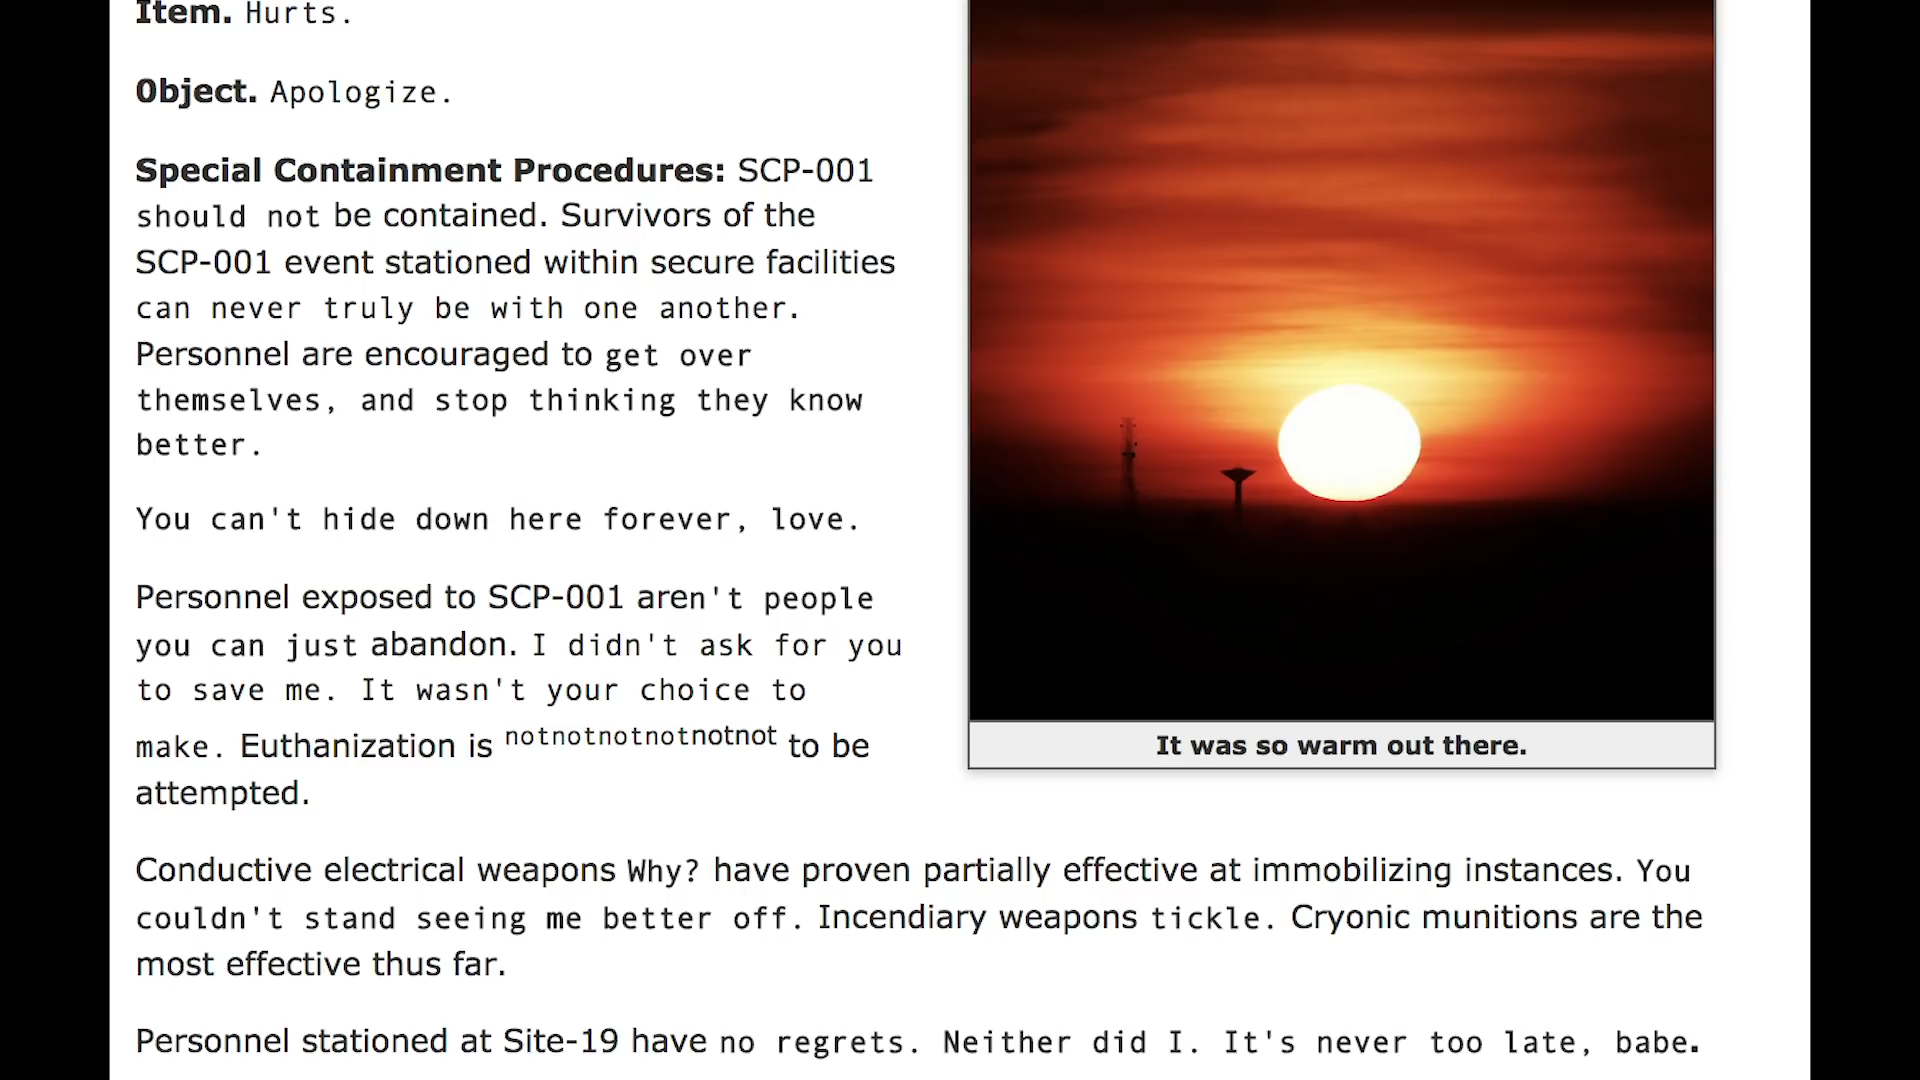 Item. Hurts.
Object. Apologize.
Special Containment Procedures: SCP-001
should not be contained. Survivors of the
SCP-001 event stationed within secure facilities
can never truly be with one another.
Personnel are encouraged to get over
themselves, and stop thinking they know
better.
You can't hide down here forever, love.
Personnel exposed to SCP-001 aren't people
you can just abandon. I didn't ask for you
to save me. It wasn't your choice to
make. Euthanization is notnotnotnotnotnot to be
attempted.
It was so warm out there.
Conductive electrical weapons Why? have proven partially effective at immobilizing instances. You
couldn't stand seeing me better off. Incendiary weapons tickle. Cryonic munitions are the
most effective thus far.
Personnel stationed at Site-19 have no regrets. Neither did I. It's never too late, babe.